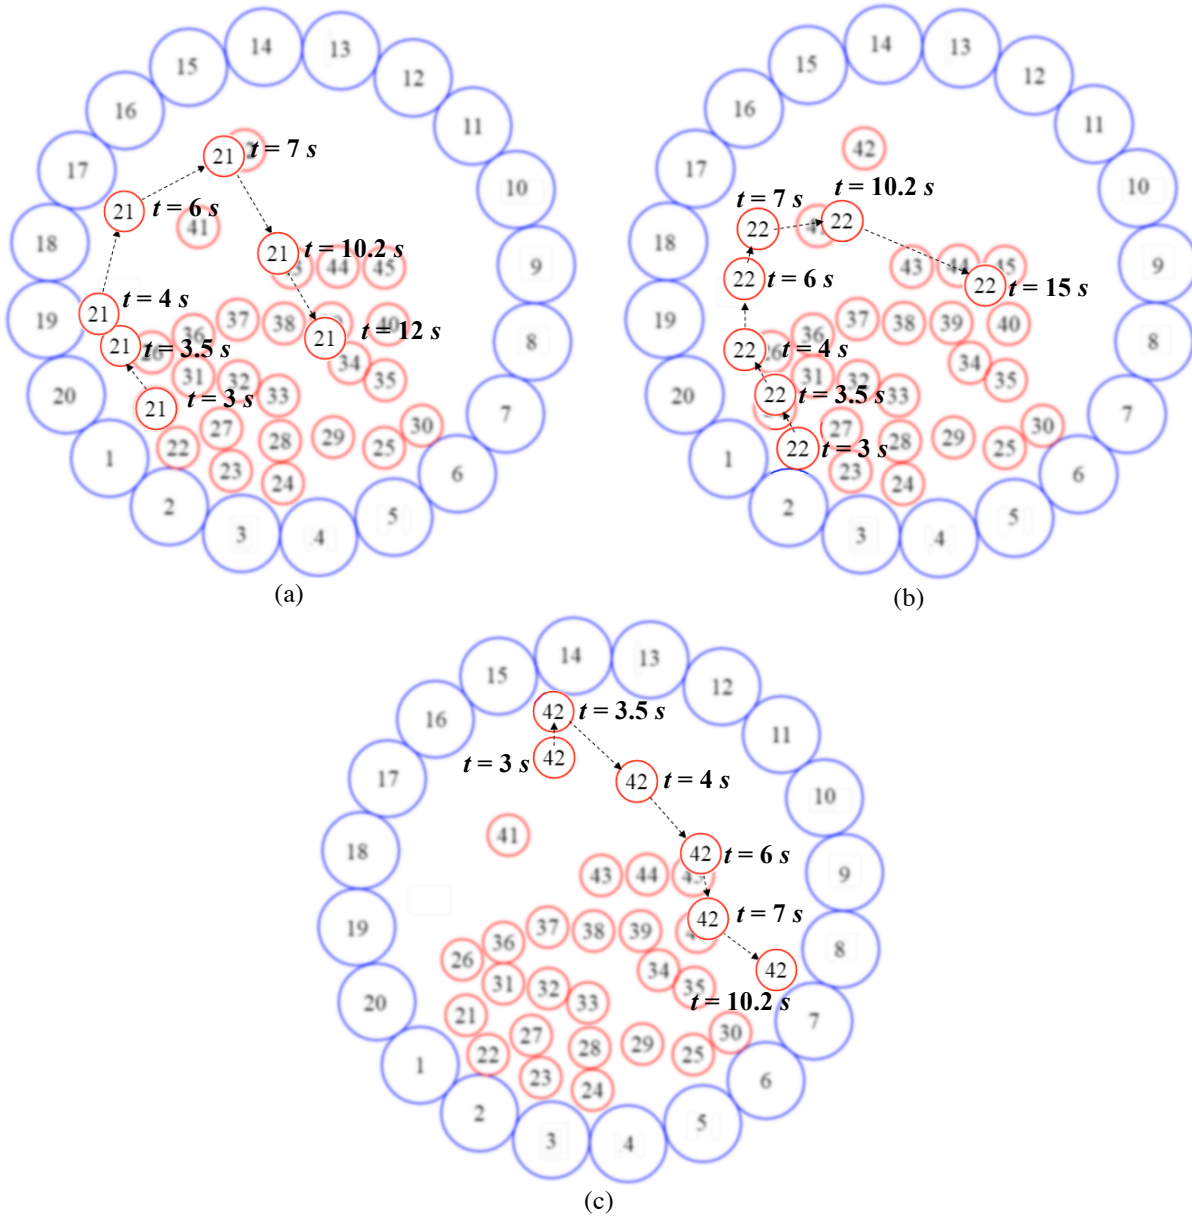 14 13
15 12
16 11
21 t = 7 s
17 10
21 t = 6 s
41
18 21 t = 10.2 s 9
44 45
21 t = 4 s
19 37 38 8
36
21 t = 3.5 s 21 t = 12 s 40
26 34
31 32 35
20 33
21 t = 3 s 7
27 30
22 28 29 25
1 23 6
24
2 5
3 4
(a)
14 13
15 12
16 11
42
17 10
t = 7 s t = 10.2 s
22 22
18 43 44 45 9
22 t = 6 s 22 t = 15 s
19 37 38 39 40 8
36
22 t = 4 s 34
26 31 32 35
20 22 t = 3.5 s 33
7
27 30
22 t = 3 s 28 29 25
1 23 6
24
2 5
3 4
(b)
14 13
15 12
16 42 t = 3.5 s 11
t = 3 s 42
17 42 t = 4 s 10
41
18 42 t = 6 s 9
43 44
42 t = 7 s
19 36 37 38 39 8
26 34 42
31 32 35
20 33 t = 10.2 s
21 7
27 30
22 28 29 25
1 23 6
24
2 5
3 4
(c)